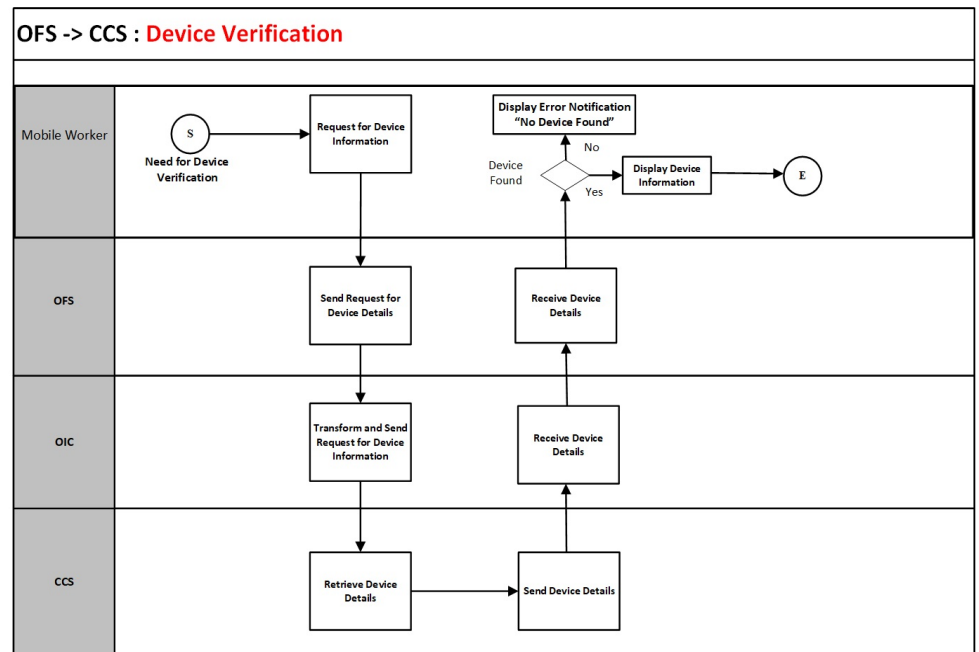 OFS -> CCS : Device Verification
Mobile Worker
S
Need for Device
Verification
Request for Device
Information
Display Error Notification
“No Device Found”
No
Device
Found
Yes
Display Device
Information
E
OFS
Send Request for
Device Details
Receive Device
Details
OIC
Transform and Send
Request for Device
Information
Receive Device
Details
CCS
Retrieve Device
Details
Send Device Details